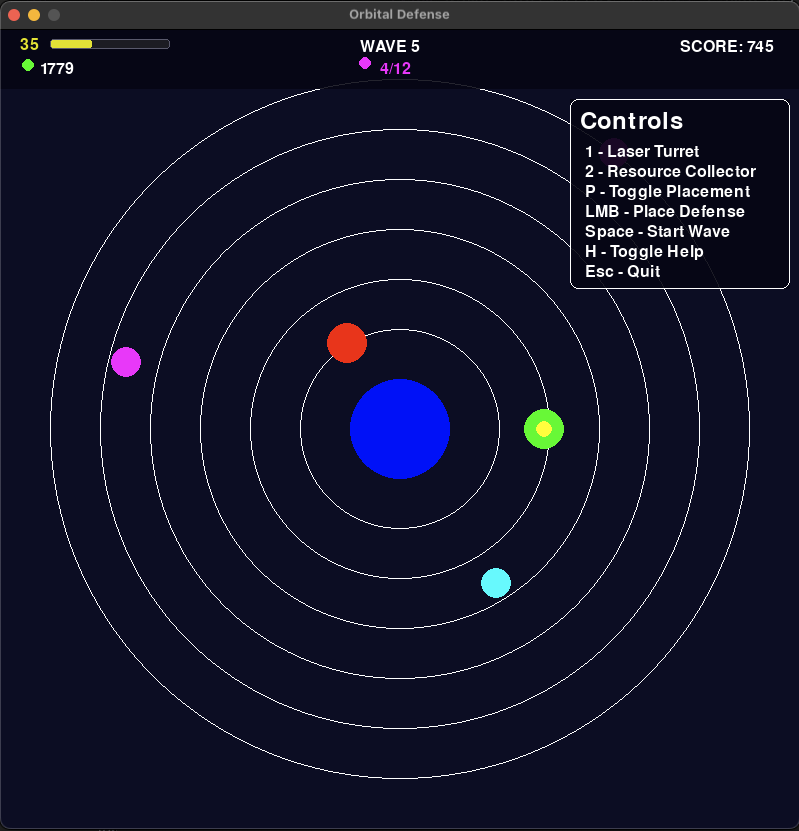 Orbital Defense
35
WAVE 5
SCORE: 745
1779
4/12
Controls
1 - Laser Turret
2 - Resource Collector
P - Toggle Placement
LMB - Place Defense
Space - Start Wave
H - Toggle Help
Esc - Quit